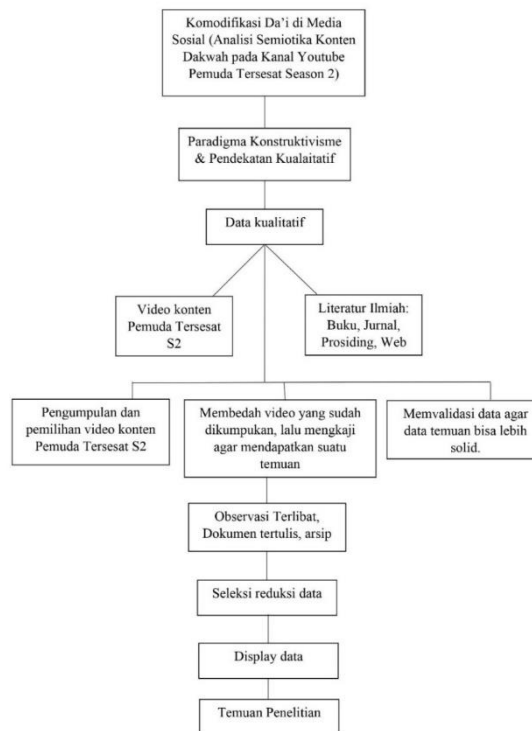 Komodifikasi Da'i di Media
Sosial (Analisi Semiotika Konten
Dakwah pada Kanal Youtube
Pemuda Tersesat Season 2)
Paradigma Konstruktivisme
& Pendekatan Kualaitatif
Data kualitatif
Video konten
Pemuda Tersesat
S2
Literatur Ilmiah:
Buku, Jurnal,
Prosiding, Web
Pengumpulan dan
pemilihan video konten
Pemuda Tersesat S2
Membedah video yang sudah
dikumpukan, lalu mengkaji
agar mendapatkan suatu
temuan
Memvalidasi data agar
data temuan bisa lebih
solid.
Observasi Terlibat,
Dokumen tertulis, arsip
Seleksi reduksi data
Display data
Temuan Penelitian